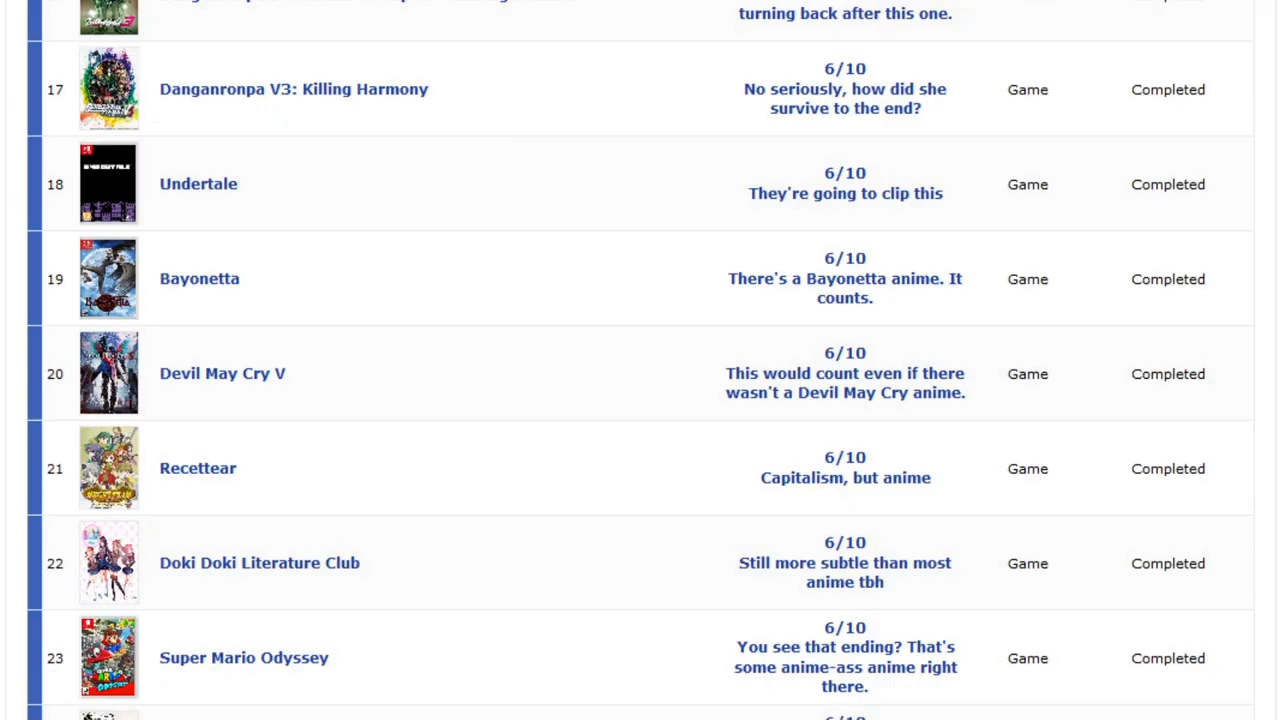 turning back after this one.
17
Danganronpa V3: Killing Harmony
6/10
No seriously, how did she
survive to the end?
Game
Completed
18
Undertale
6/10
They're going to clip this
Game
Completed
19
Bayonetta
6/10
There's a Bayonetta anime. It
counts.
Game
Completed
20
Devil May Cry V
6/10
This would count even if there
wasn't a Devil May Cry anime.
Game
Completed
21
Recettear
6/10
Capitalism, but anime
Game
Completed
22
Doki Doki Literature Club
6/10
Still more subtle than most
anime tbh
Game
Completed
23
Super Mario Odyssey
6/10
You see that ending? That's
some anime-ass anime right
there.
Game
Completed